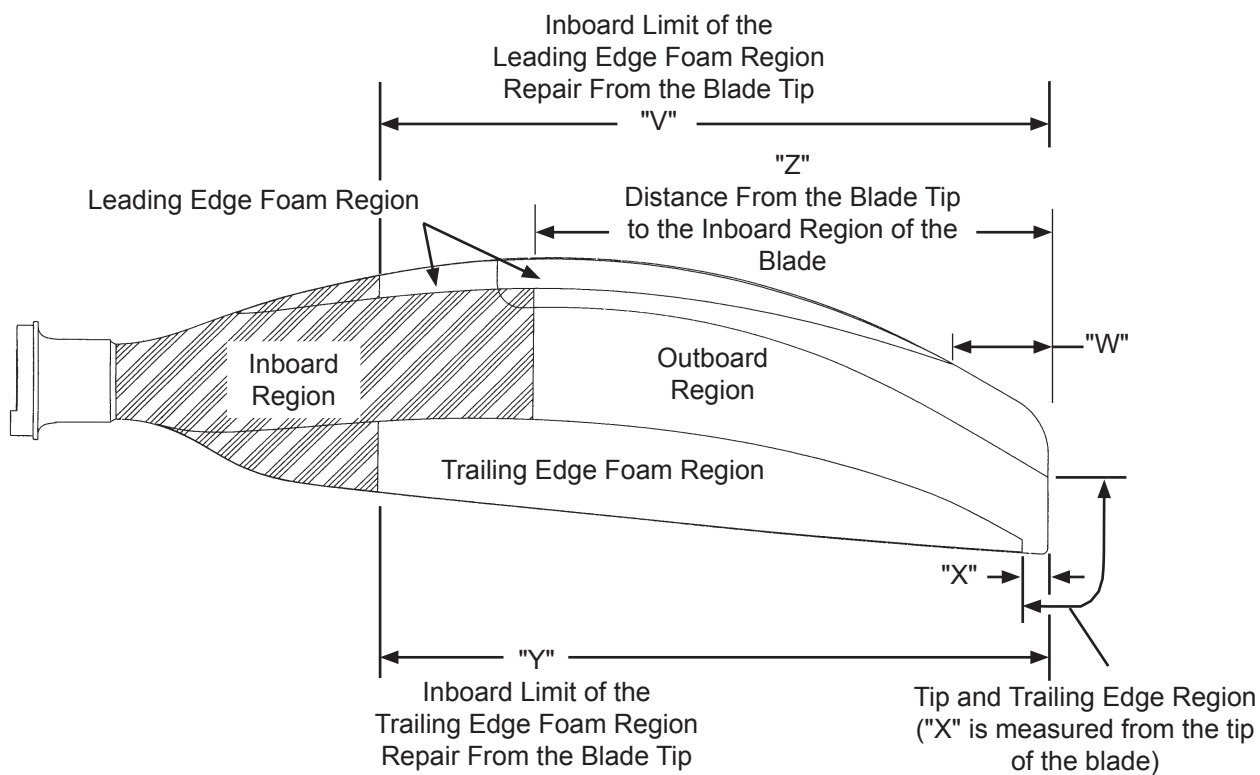 Inboard Limit of the
Leading Edge Foam Region
Repair From the Blade Tip
"V"
"Z"
Distance From the Blade Tip
to the Inboard Region of the
Blade
Leading Edge Foam Region
"W"
Inboard
Region
Outboard
Region
Trailing Edge Foam Region
"X"
"Y"
Inboard Limit of the
Trailing Edge Foam Region
Repair From the Blade Tip
Tip and Trailing Edge Region
("X" is measured from the tip
of the blade)